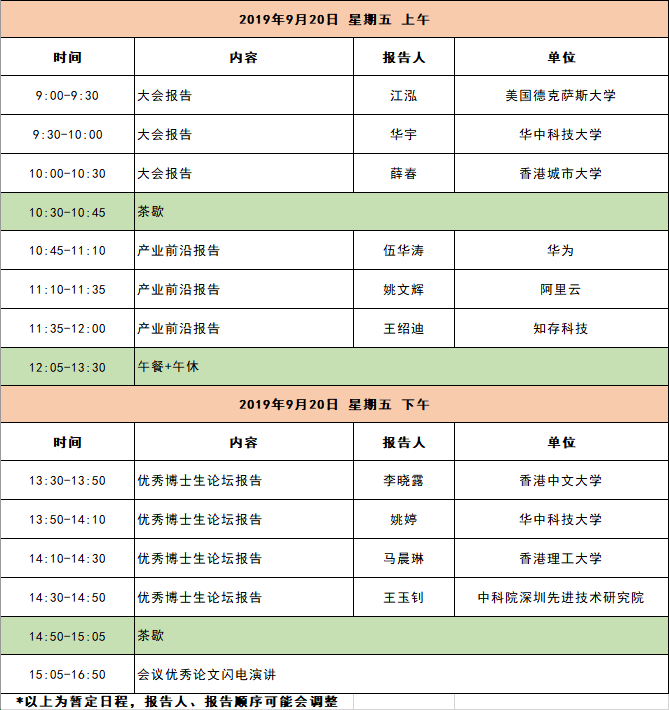 2019年9月20日 星期五 上午
时间 内容 报告人 单位
9:00-9:30 大会报告 江泓 美国德克萨斯大学
9:30-10:00 大会报告 华宇 华中科技大学
10:00-10:30 大会报告 薛春 香港城市大学
10:30-10:45 茶歇
10:45-11:10 产业前沿报告 伍华涛 华为
11:10-11:35 产业前沿报告 姚文辉 阿里云
11:35-12:00 产业前沿报告 王绍迪 知存科技
12:05-13:30 午餐+午休
2019年9月20日 星期五 下午
时间 内容 报告人 单位
13:30-13:50 优秀博士生论坛报告 李晓露 香港中文大学
13:50-14:10 优秀博士生论坛报告 姚婷 华中科技大学
14:10-14:30 优秀博士生论坛报告 马晨琳 香港理工大学
14:30-14:50 优秀博士生论坛报告 王玉钊 中科院深圳先进技术研究院
14:50-15:05 茶歇
15:05-16:50 会议优秀论文闪电演讲
*以上为暂定日程，报告人、报告顺序可能会调整